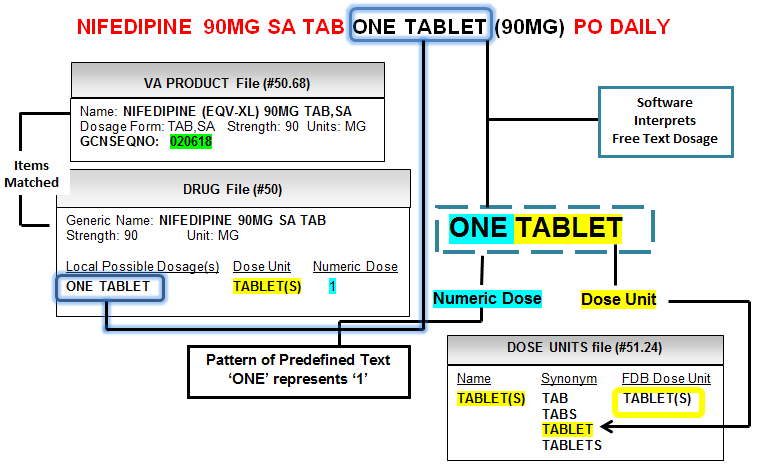 NIFEDIPINE 90MG SA TAB ONE TABLET (90MG) PO DAILY
VA PRODUCT File (#50.68)
Name: NIFEDIPINE (EQV-XL) 90MG TAB,SA
Dosage Form: TAB,SA Strength: 90 Units: MG
GCNSEQNO: 020618
Software
Interprets
Free Text Dosage
Items
Matched
DRUG File (#50)
Generic Name: NIFEDIPINE 90MG SA TAB
Strength: 90 Unit: MG
Local Possible Dosage(s) Dose Unit Numeric Dose
ONE TABLET TABLET(S) 1
ONE TABLET
Numeric Dose Dose Unit
Pattern of Predefined Text
‘ONE’ represents ‘1’
DOSE UNITS file (#51.24)
Name Synonym FDB Dose Unit
TABLET(S) TAB TABLET(S)
TABS
TABLET
TABLETS